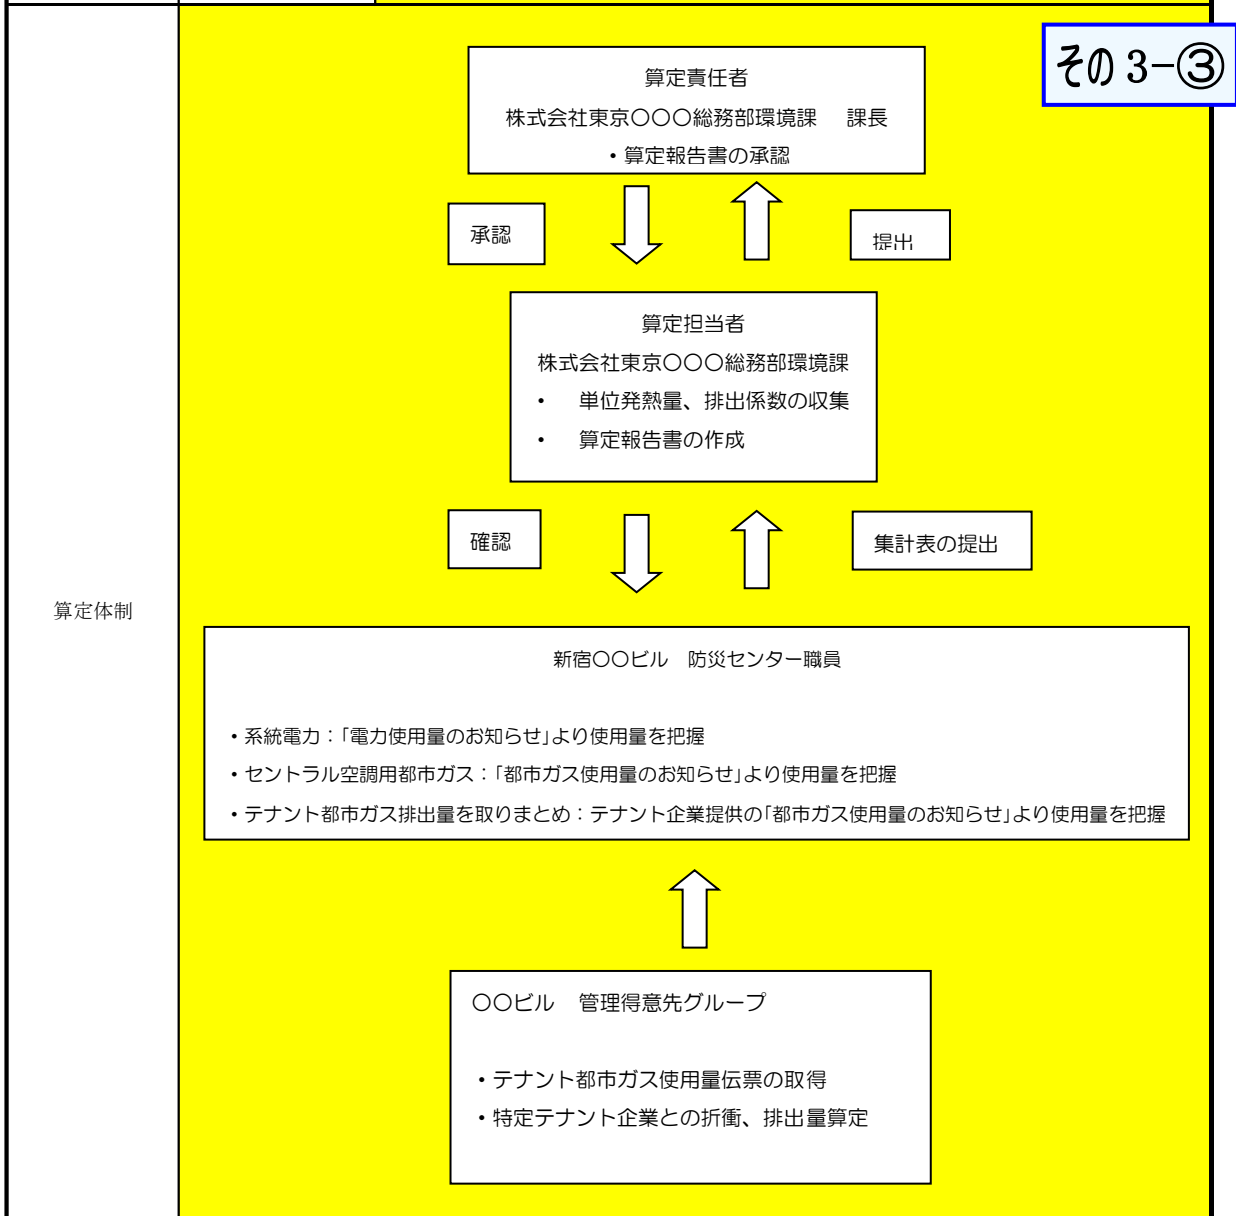 その 3-③
算定責任者
株式会社東京〇〇〇総務部環境課　課長
・算定報告書の承認
承認
提出
算定担当者
株式会社東京〇〇〇総務部環境課
・　単位発熱量、排出係数の収集
・　算定報告書の作成
確認
集計表の提出
算定体制
新宿〇〇ビル　防災センター職員
・系統電力：｢電力使用量のお知らせ｣より使用量を把握
・セントラル空調用都市ガス：｢都市ガス使用量のお知らせ｣より使用量を把握
・テナント都市ガス排出量を取りまとめ：テナント企業提供の｢都市ガス使用量のお知らせ｣より使用量を把握
〇〇ビル　管理得意先グループ
・テナント都市ガス使用量伝票の取得
・特定テナント企業との折衝、排出量算定